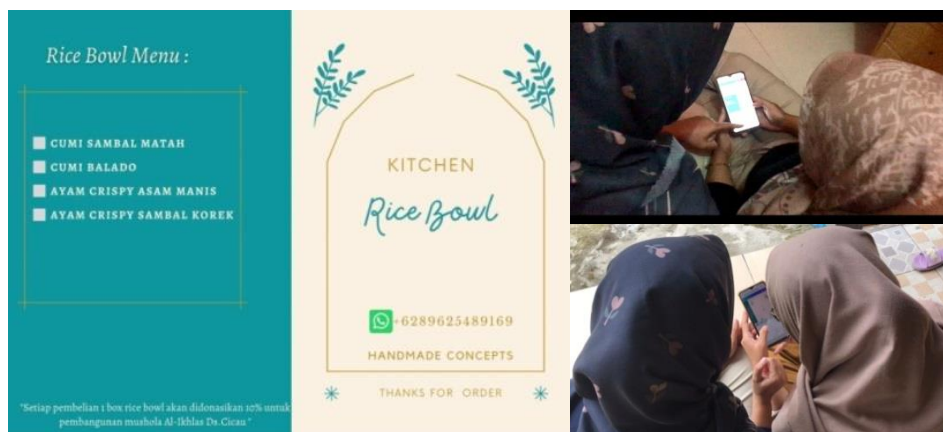 Rice Bowl Menu :
CUMI SAMBAL MATAH
CUMI BALADO
AYAM CRISPY ASAM MANIS
AYAM CRISPY SAMBAL KOREK
"Setiap pembelian 1 box rice bowl akan didonasikan 10% untuk
pembangunan mushola Al-Ikhlas Ds.Cicau "
KITCHEN
Rice Bowl
+6289625489169
HANDMADE CONCEPTS
THANKS FOR ORDER